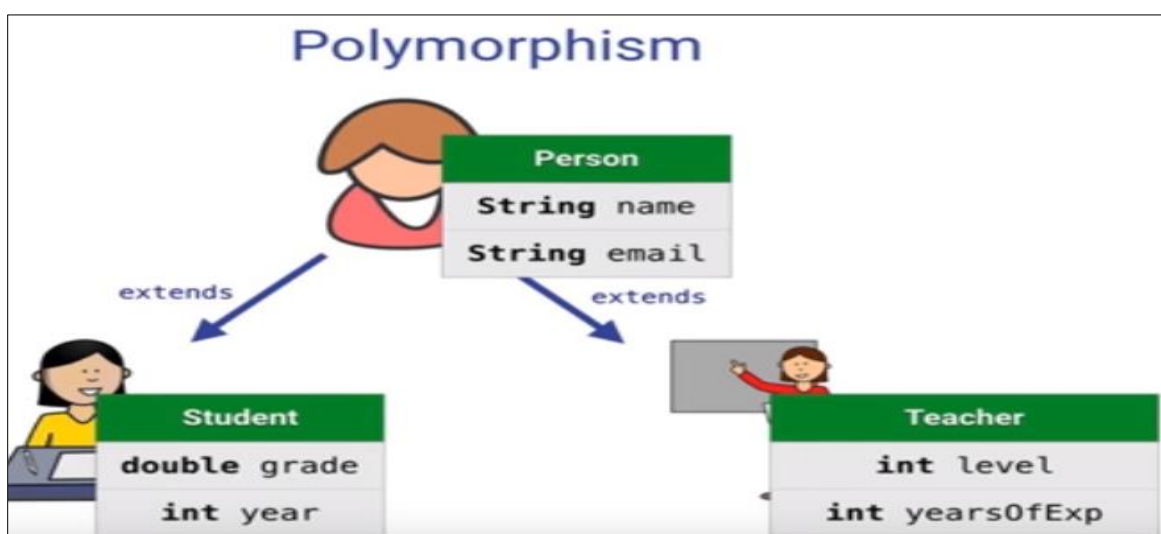 Polymorphism
Person
String name
String email
extends
extends
Student
double grade
int year
Teacher
int level
int yearsOfExp